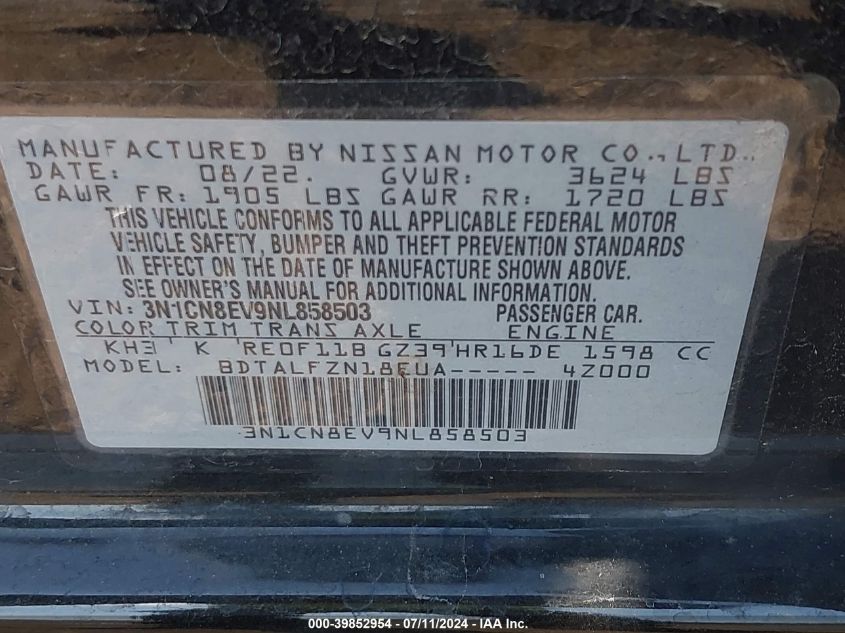 MANUFACTURED BY NISSAN MOTOR CO., LTD.
DATE: 08/22. GVWR: 3624 LBS
GAWR FR: 1905 LBS GAWR RR: 1720 LBS
THIS VEHICLE CONFORMS TO ALL APPLICABLE FEDERAL MOTOR
VEHICLE SAFETY, BUMPER AND THEFT PREVENTION STANDARDS
IN EFFECT ON THE DATE OF MANUFACTURE SHOWN ABOVE.
SEE OWNER'S MANUAL FOR ADDITIONAL INFORMATION.
VIN: 3N1CN8EV9NL858503 PASSENGER CAR.
COLOR TRIM TRANS AXLE ENGINE
KH3 K RE0F11B GZ39 HR16DE 1598 CC
MODEL: BDTALFZN18EUA----- 4Z000
3N1CN8EV9NL858503
000-39852954 - 07/11/2024 - IAA Inc.